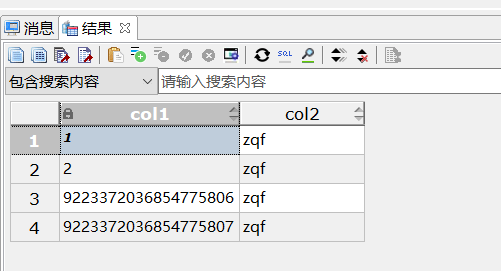 消息 结果
SQL
包含搜索内容 请输入搜索内容
col1 col2
1 1 zqf
2 2 zqf
3 9223372036854775806 zqf
4 9223372036854775807 zqf